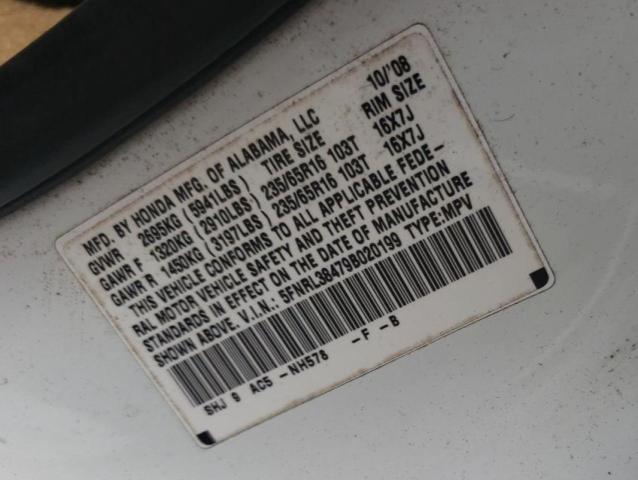 MFD. BY HONDA MFG. OF ALABAMA, LLC 10/'08
GVWR 2695KG (5941LBS) TIRE SIZE RIM SIZE
GAWR F 1320KG (2910LBS) 235/65R16 103T 16X7J
GAWR R 1450KG (3197LBS) 235/65R16 103T 16X7J
THIS VEHICLE CONFORMS TO ALL APPLICABLE FEDE-
RAL MOTOR VEHICLE SAFETY AND THEFT PREVENTION
STANDARDS IN EFFECT ON THE DATE OF MANUFACTURE
SHOWN ABOVE. V.I.N.: 5FNRL38479B020199 TYPE:MPV
SHJ 9 AC5 -NH578 -F -B